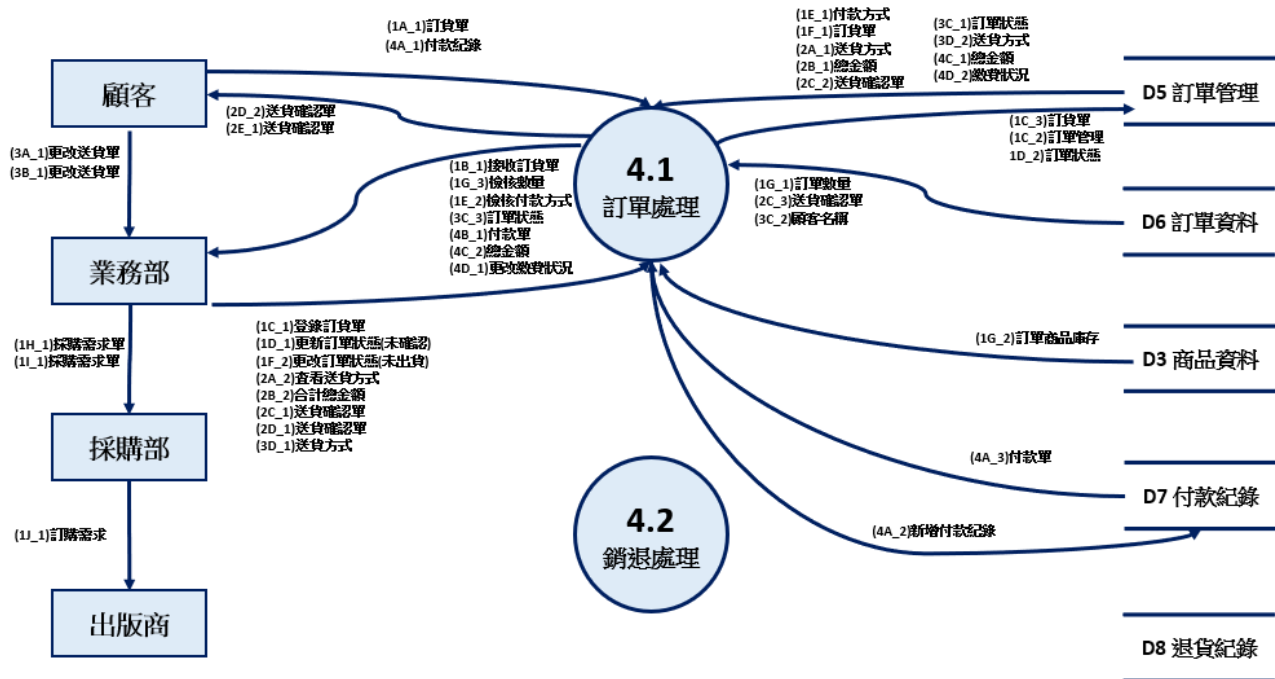 (1A_1)訂貨單
(4A_1)付款紀錄
(1E_1)付款方式
(1F_1)訂貨單
(2A_1)送貨方式
(2B_1)總金額
(2C_2)送貨確認單
(3C_1)訂單狀態
(3D_2)送貨方式
(4C_1)總金額
(4D_2)繳費狀況
顧客
D5 訂單管理
(2D_2)送貨確認單
(2E_1)送貨確認單
(1C_3)訂貨單
(1C_2)訂單管理
1D_2)訂單狀態
(3A_1)更改送貨單
(3B_1)更改送貨單
(1B_1)接收訂貨單
(1G_3)檢核數量
(1E_2)檢核付款方式
(3C_3)訂單狀態
(4B_1)付款單
(4C_2)總金額
(4D_1)更改繳費狀況
4.1
訂單處理
(1G_1)訂單數量
(2C_3)送貨確認單
(3C_2)顧客名稱
D6 訂單資料
業務部
(1H_1)採購需求單
(1I_1)採購需求單
(1C_1)登錄訂貨單
(1D_1)更新訂單狀態(未確認)
(1F_2)更改訂單狀態(未出貨)
(2A_2)查看送貨方式
(2B_2)合計總金額
(2C_1)送貨確認單
(2D_1)送貨確認單
(3D_1)送貨方式
(1G_2)訂單商品庫存
D3 商品資料
採購部
(4A_3)付款單
D7 付款紀錄
4.2
銷退處理
(4A_2)新增付款紀錄
(1J_1)訂購需求
出版商
D8 退貨紀錄